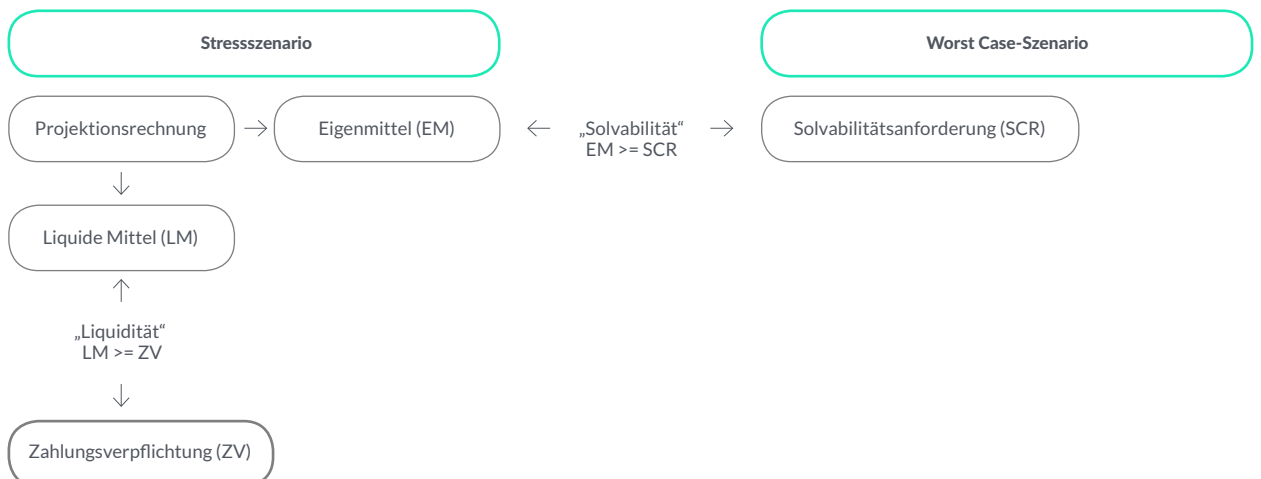 Stressszenario
Worst Case-Szenario
Projektionsrechnung
Eigenmittel (EM)
„Solvabilität“
EM >= SCR
Solvabilitätsanforderung (SCR)
Liquide Mittel (LM)
„Liquidität“
LM >= ZV
Zahlungsverpflichtung (ZV)